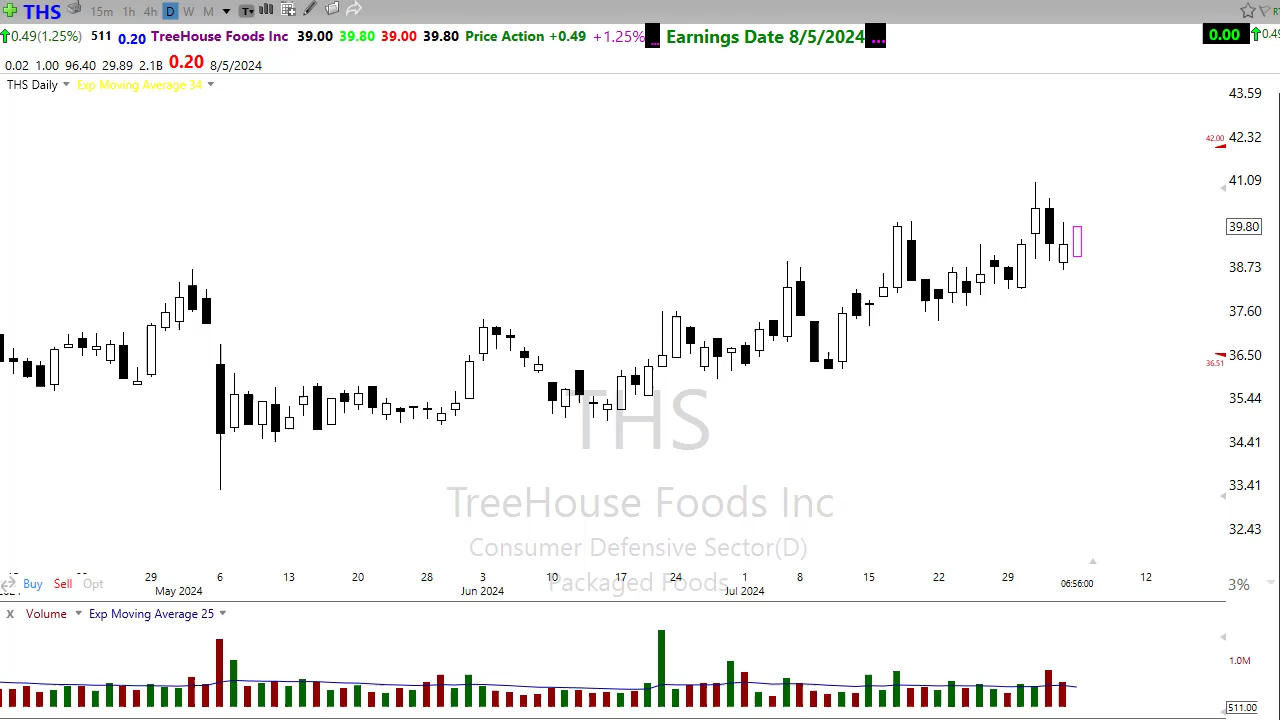 THS 15m 1h 4h D W M T
0.49(1.25%) 511 0.20 TreeHouse Foods Inc 39.00 39.80 39.00 39.80 Price Action +0.49 +1.25% ... Earnings Date 8/5/2024 ... 0.00
0.02 1.00 96.40 29.89 2.1B 0.20 8/5/2024
THS Daily Exp Moving Average 34
43.59
42.00 42.32
41.09
39.80
38.73
37.60
36.50
36.51
35.44
34.41
33.41
32.43
THS
TreeHouse Foods Inc
Consumer Defensive Sector(D)
Packaged Foods
29 6 13 20 28 3 10 17 24 1 8 15 22 29 12
Buy Sell Opt 06:56:00 3%
May 2024 Jun 2024 Jul 2024
X Volume Exp Moving Average 25
1.0M
511.00